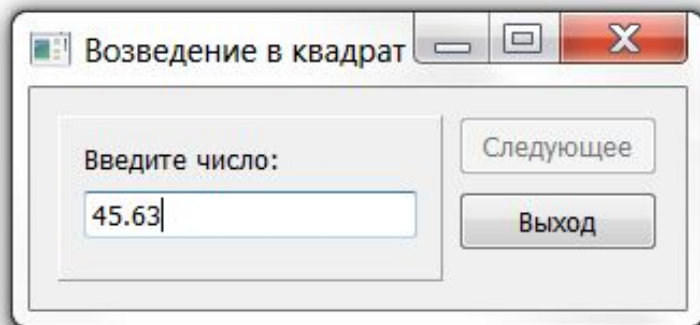 Возведение в квадрат
Введите число:
45.63
Следующее
Выход